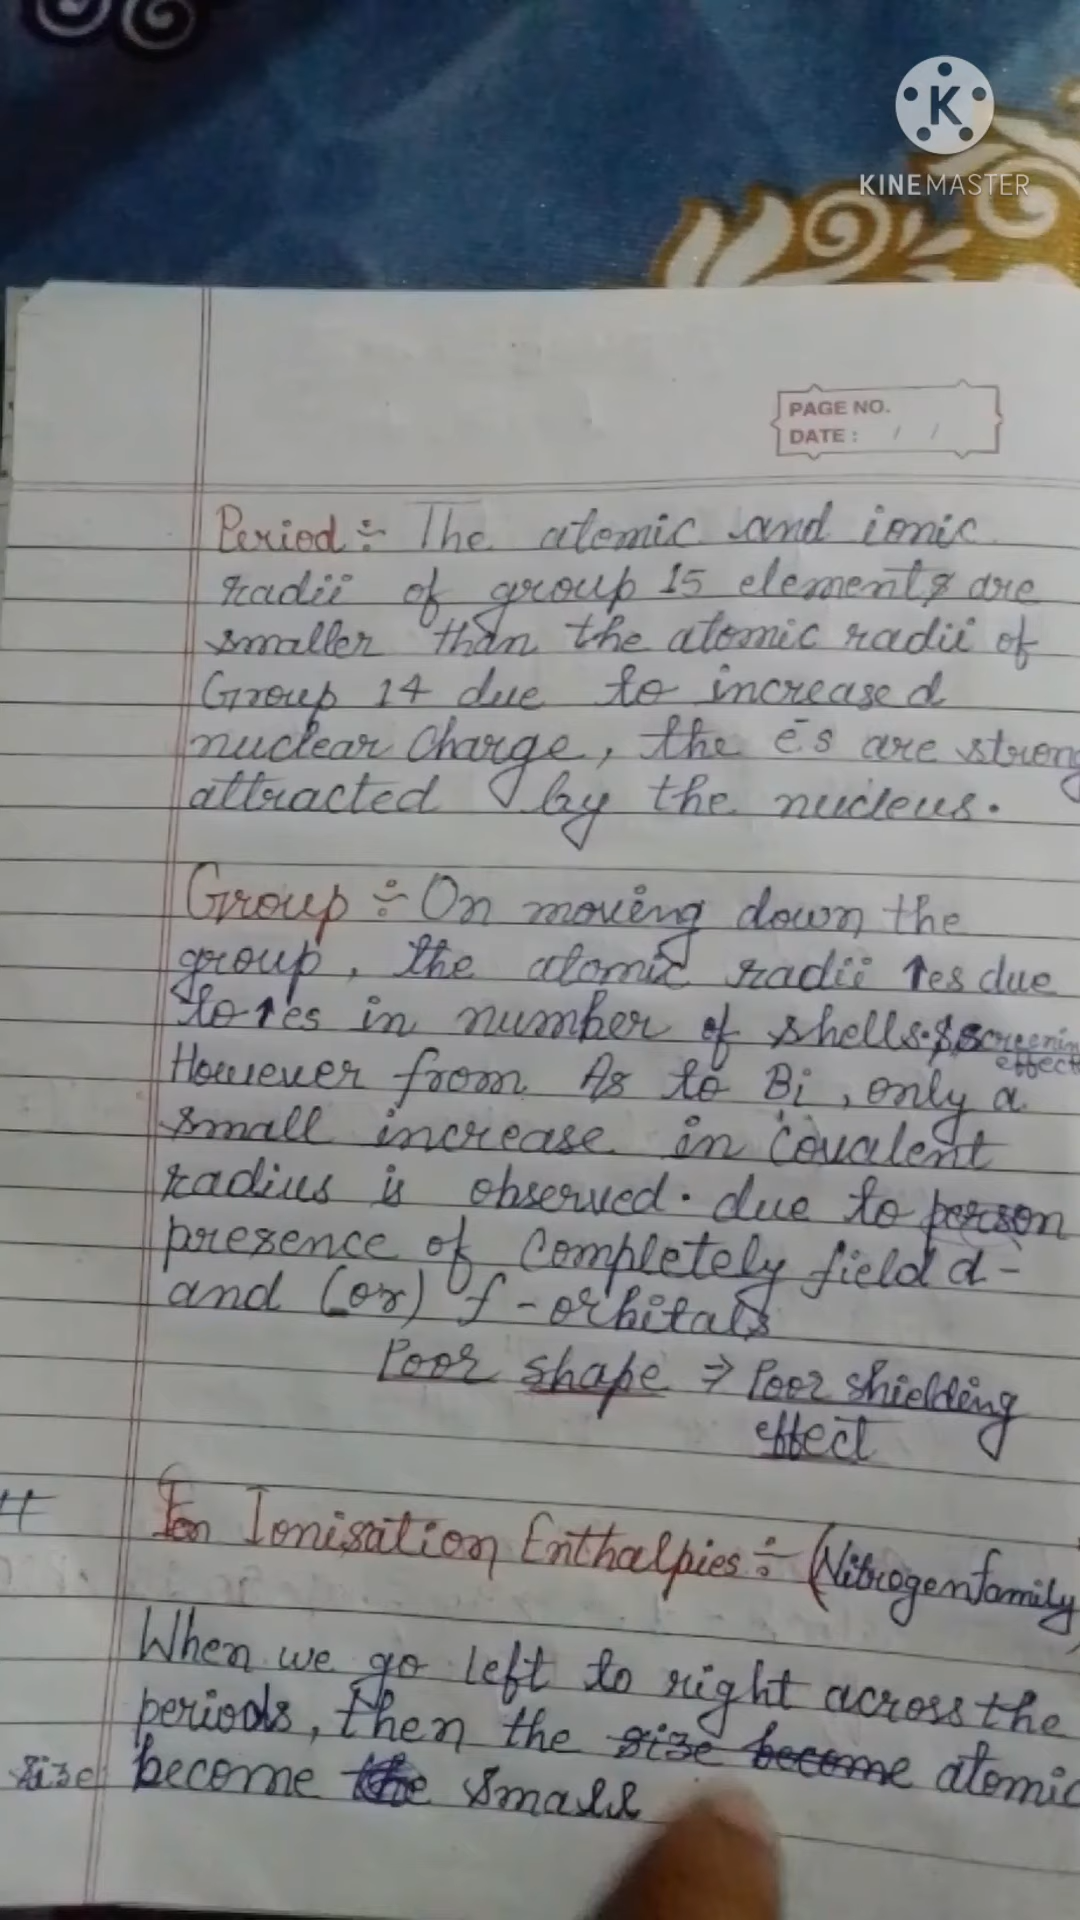 K
KINEMASTER
PAGE NO.
DATE: / /
Period ÷ The atomic and ionic
radii of group 15 elements are
smaller than the atomic radii of
Group 14 due to increased
nuclear charge, the ēs are strong
attracted by the nucleus.
Group ÷ On moving down the
group, the atomic radii ↑es due
to ↑es in number of shells. & screening
effect
However from As to Bi, only a
small increase in covalent
radius is observed. due to person
presence of completely field d-
and (or) f-orbitals
Poor shape ⇒ Poor shielding
effect
# Ion Ionisation Enthalpies ÷ (Nitrogen family)
When we go left to right across the
periods, then the size become atomic
size become the small